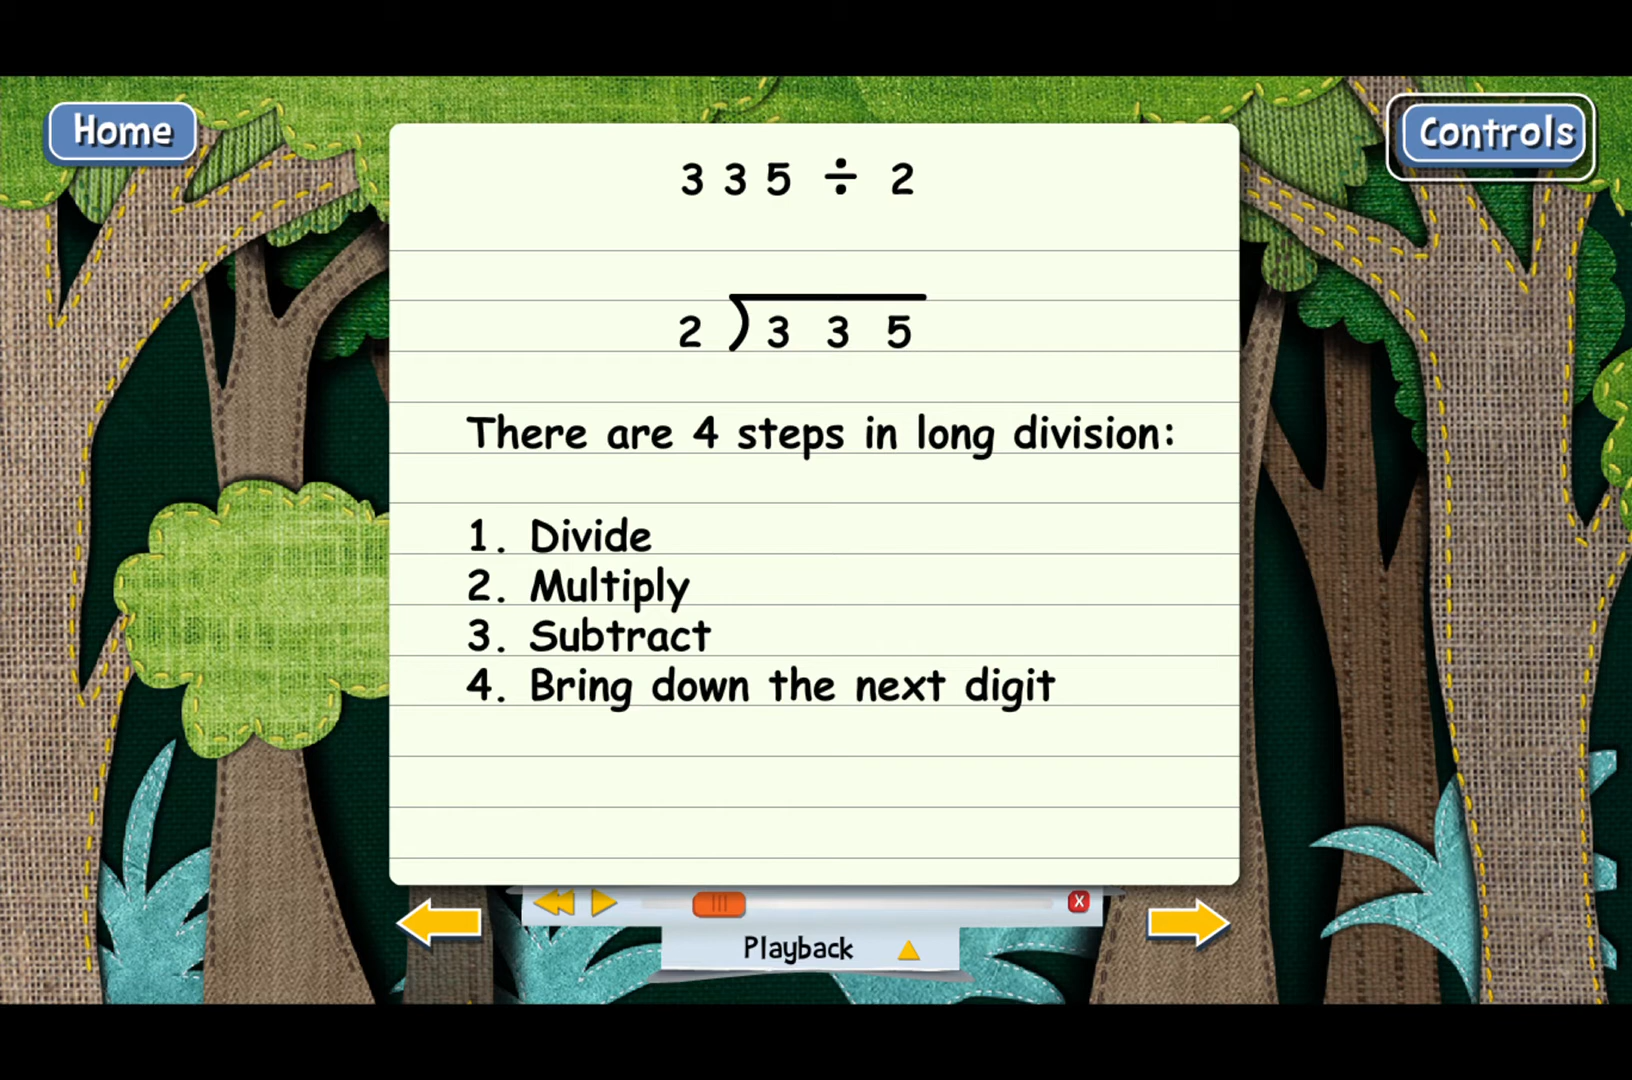 Home
Controls
3 3 5 ÷ 2
2 ) 3 3 5
There are 4 steps in long division:
1. Divide
2. Multiply
3. Subtract
4. Bring down the next digit
X
Playback